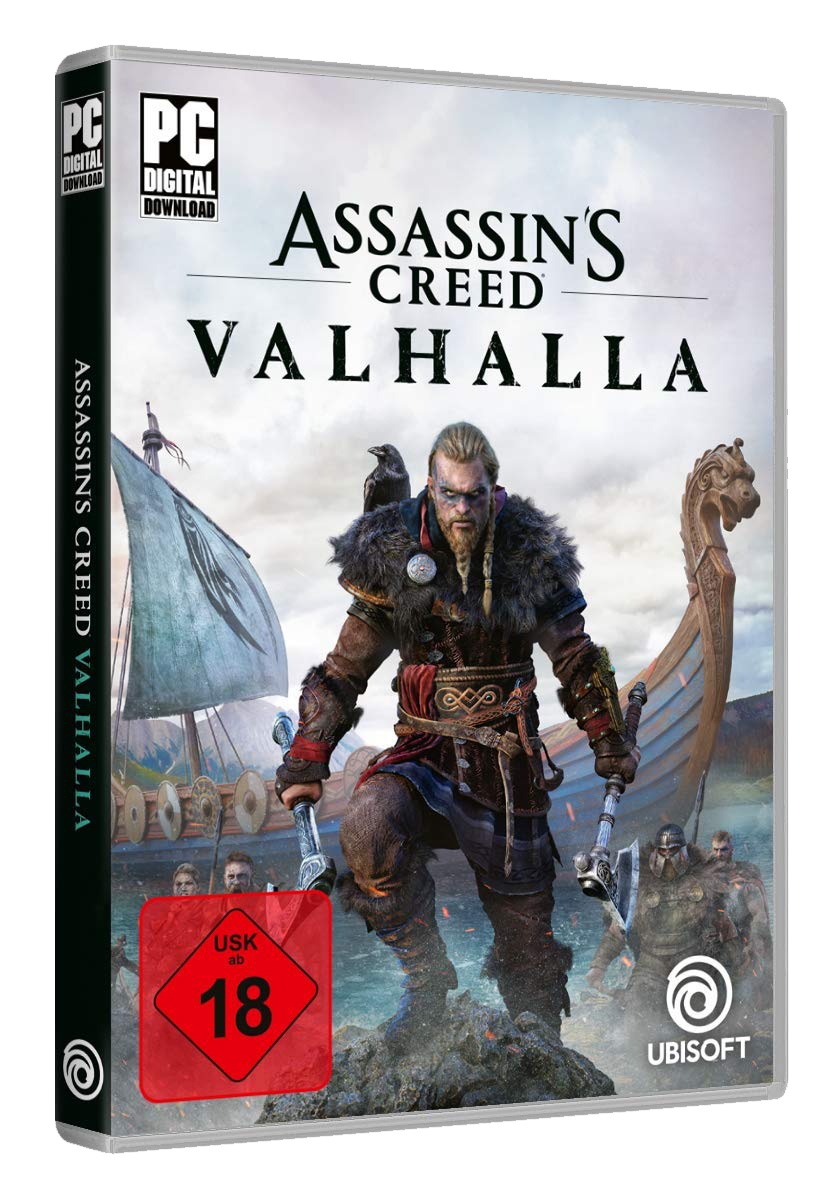 PC
DIGITAL
DOWNLOAD
ASSASSIN'S CREED VALHALLA
PC
DIGITAL
DOWNLOAD
ASSASSIN'S
CREED®
VALHALLA
USK
ab
18
UBISOFT